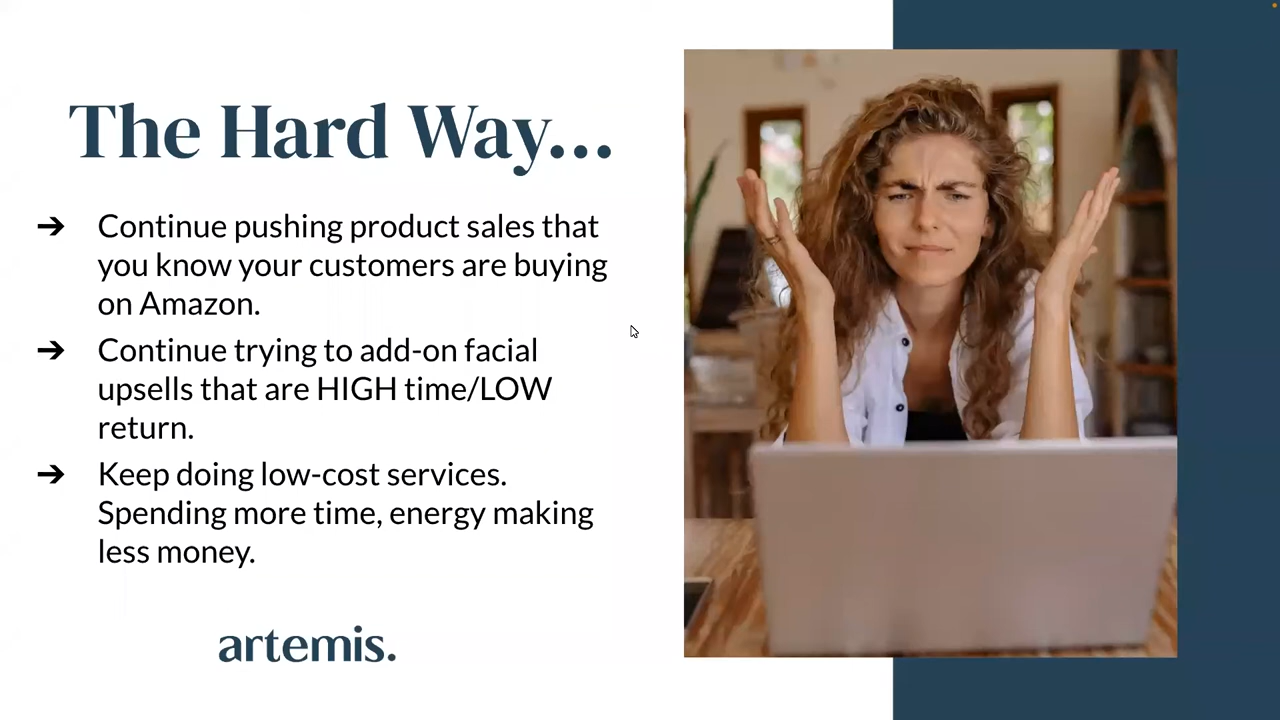 The Hard Way...
➔ Continue pushing product sales that
you know your customers are buying
on Amazon.
➔ Continue trying to add-on facial
upsells that are HIGH time/LOW
return.
➔ Keep doing low-cost services.
Spending more time, energy making
less money.
artemis.